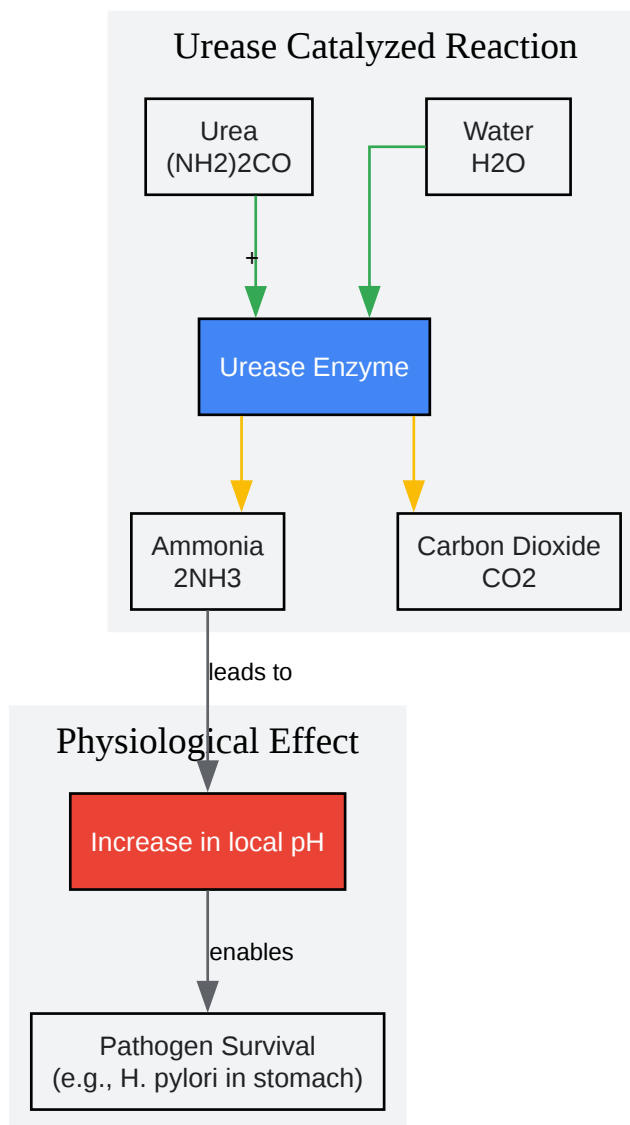 Urease Catalyzed Reaction
Urea
(NH2)2CO
Water
H2O
+
Urease Enzyme
Ammonia
2NH3
Carbon Dioxide
CO2
leads to
Physiological Effect
Increase in local pH
enables
Pathogen Survival
(e.g., H. pylori in stomach)